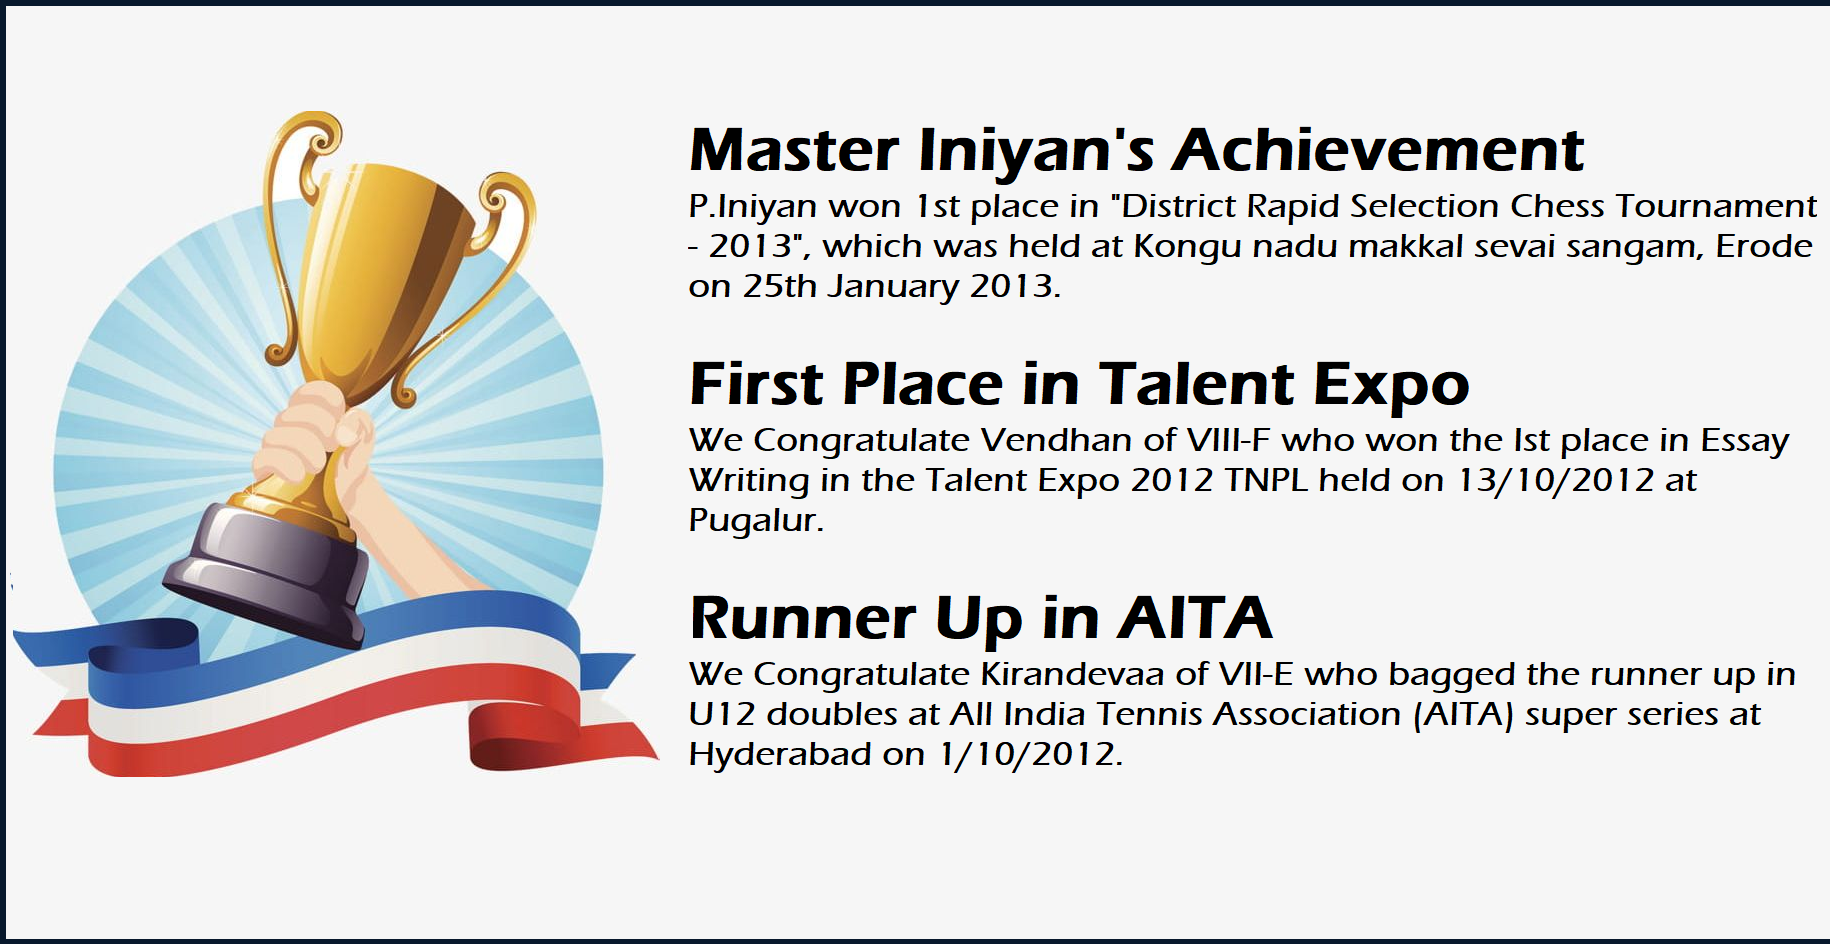 Master Iniyan's Achievement
P.Iniyan won 1st place in "District Rapid Selection Chess Tournament
- 2013", which was held at Kongu nadu makkal sevai sangam, Erode
on 25th January 2013.
First Place in Talent Expo
We Congratulate Vendhan of VIII-F who won the Ist place in Essay
Writing in the Talent Expo 2012 TNPL held on 13/10/2012 at
Pugalur.
Runner Up in AITA
We Congratulate Kirandevaa of VII-E who bagged the runner up in
U12 doubles at All India Tennis Association (AITA) super series at
Hyderabad on 1/10/2012.